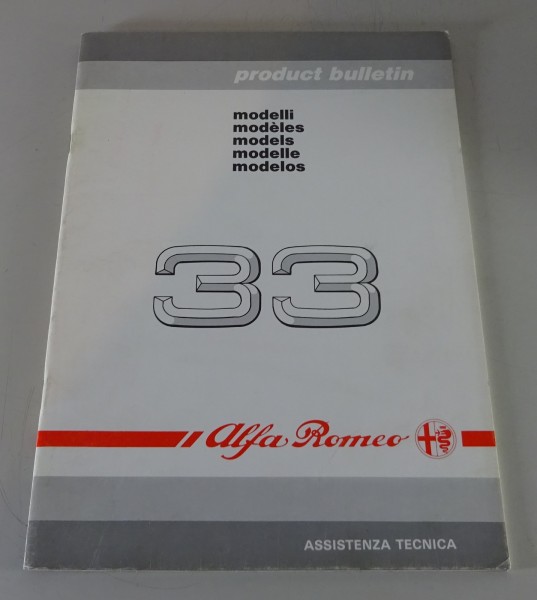 product bulletin
modelli
modèles
models
modelle
modelos
33
Alfa Romeo
ASSISTENZA TECNICA